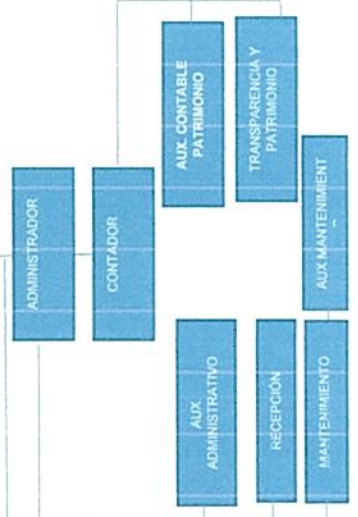 ADMINISTRADOR
CONTADOR
AUX. CONTABLE
PATRIMONIO
TRANSPARENCIA Y
PATRIMONIO
AUX
ADMINISTRATIVO
RECEPCIÓN
MANTENIMIENTO
AUX MANTENIMIENT